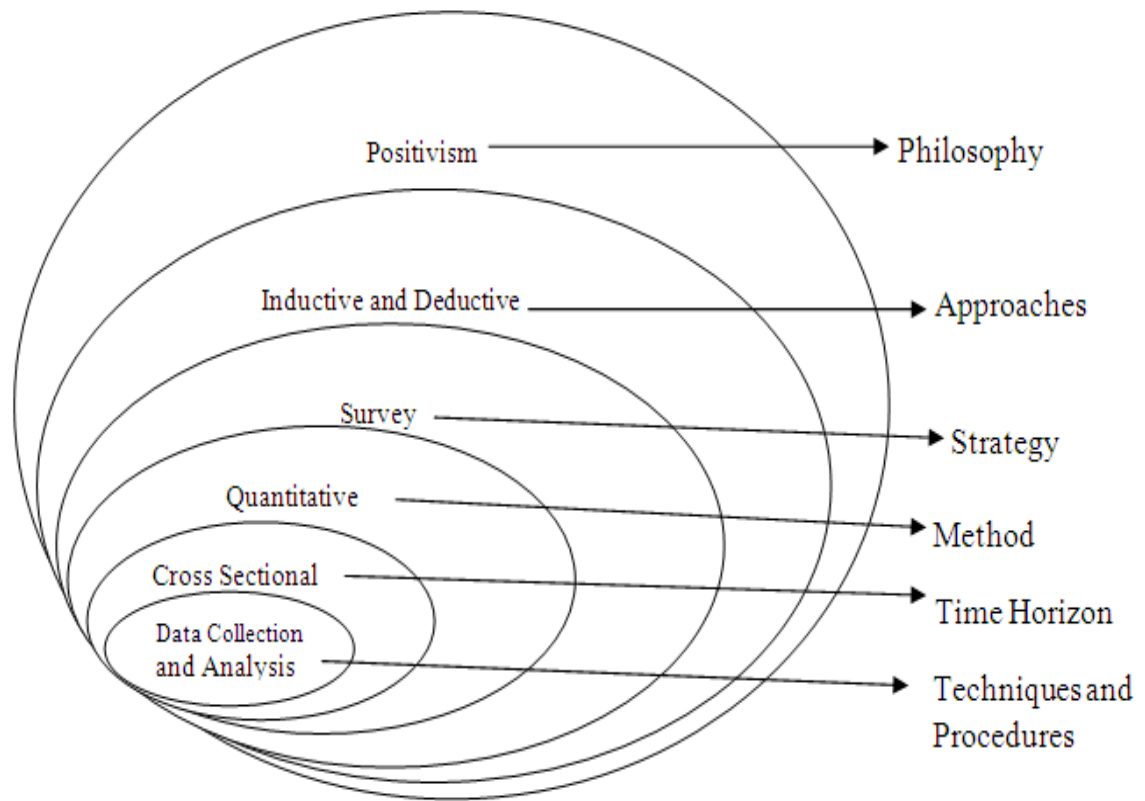 Positivism
Philosophy
Inductive and Deductive
Approaches
Survey
Strategy
Quantitative
Method
Cross Sectional
Time Horizon
Data Collection
and Analysis
Techniques and
Procedures